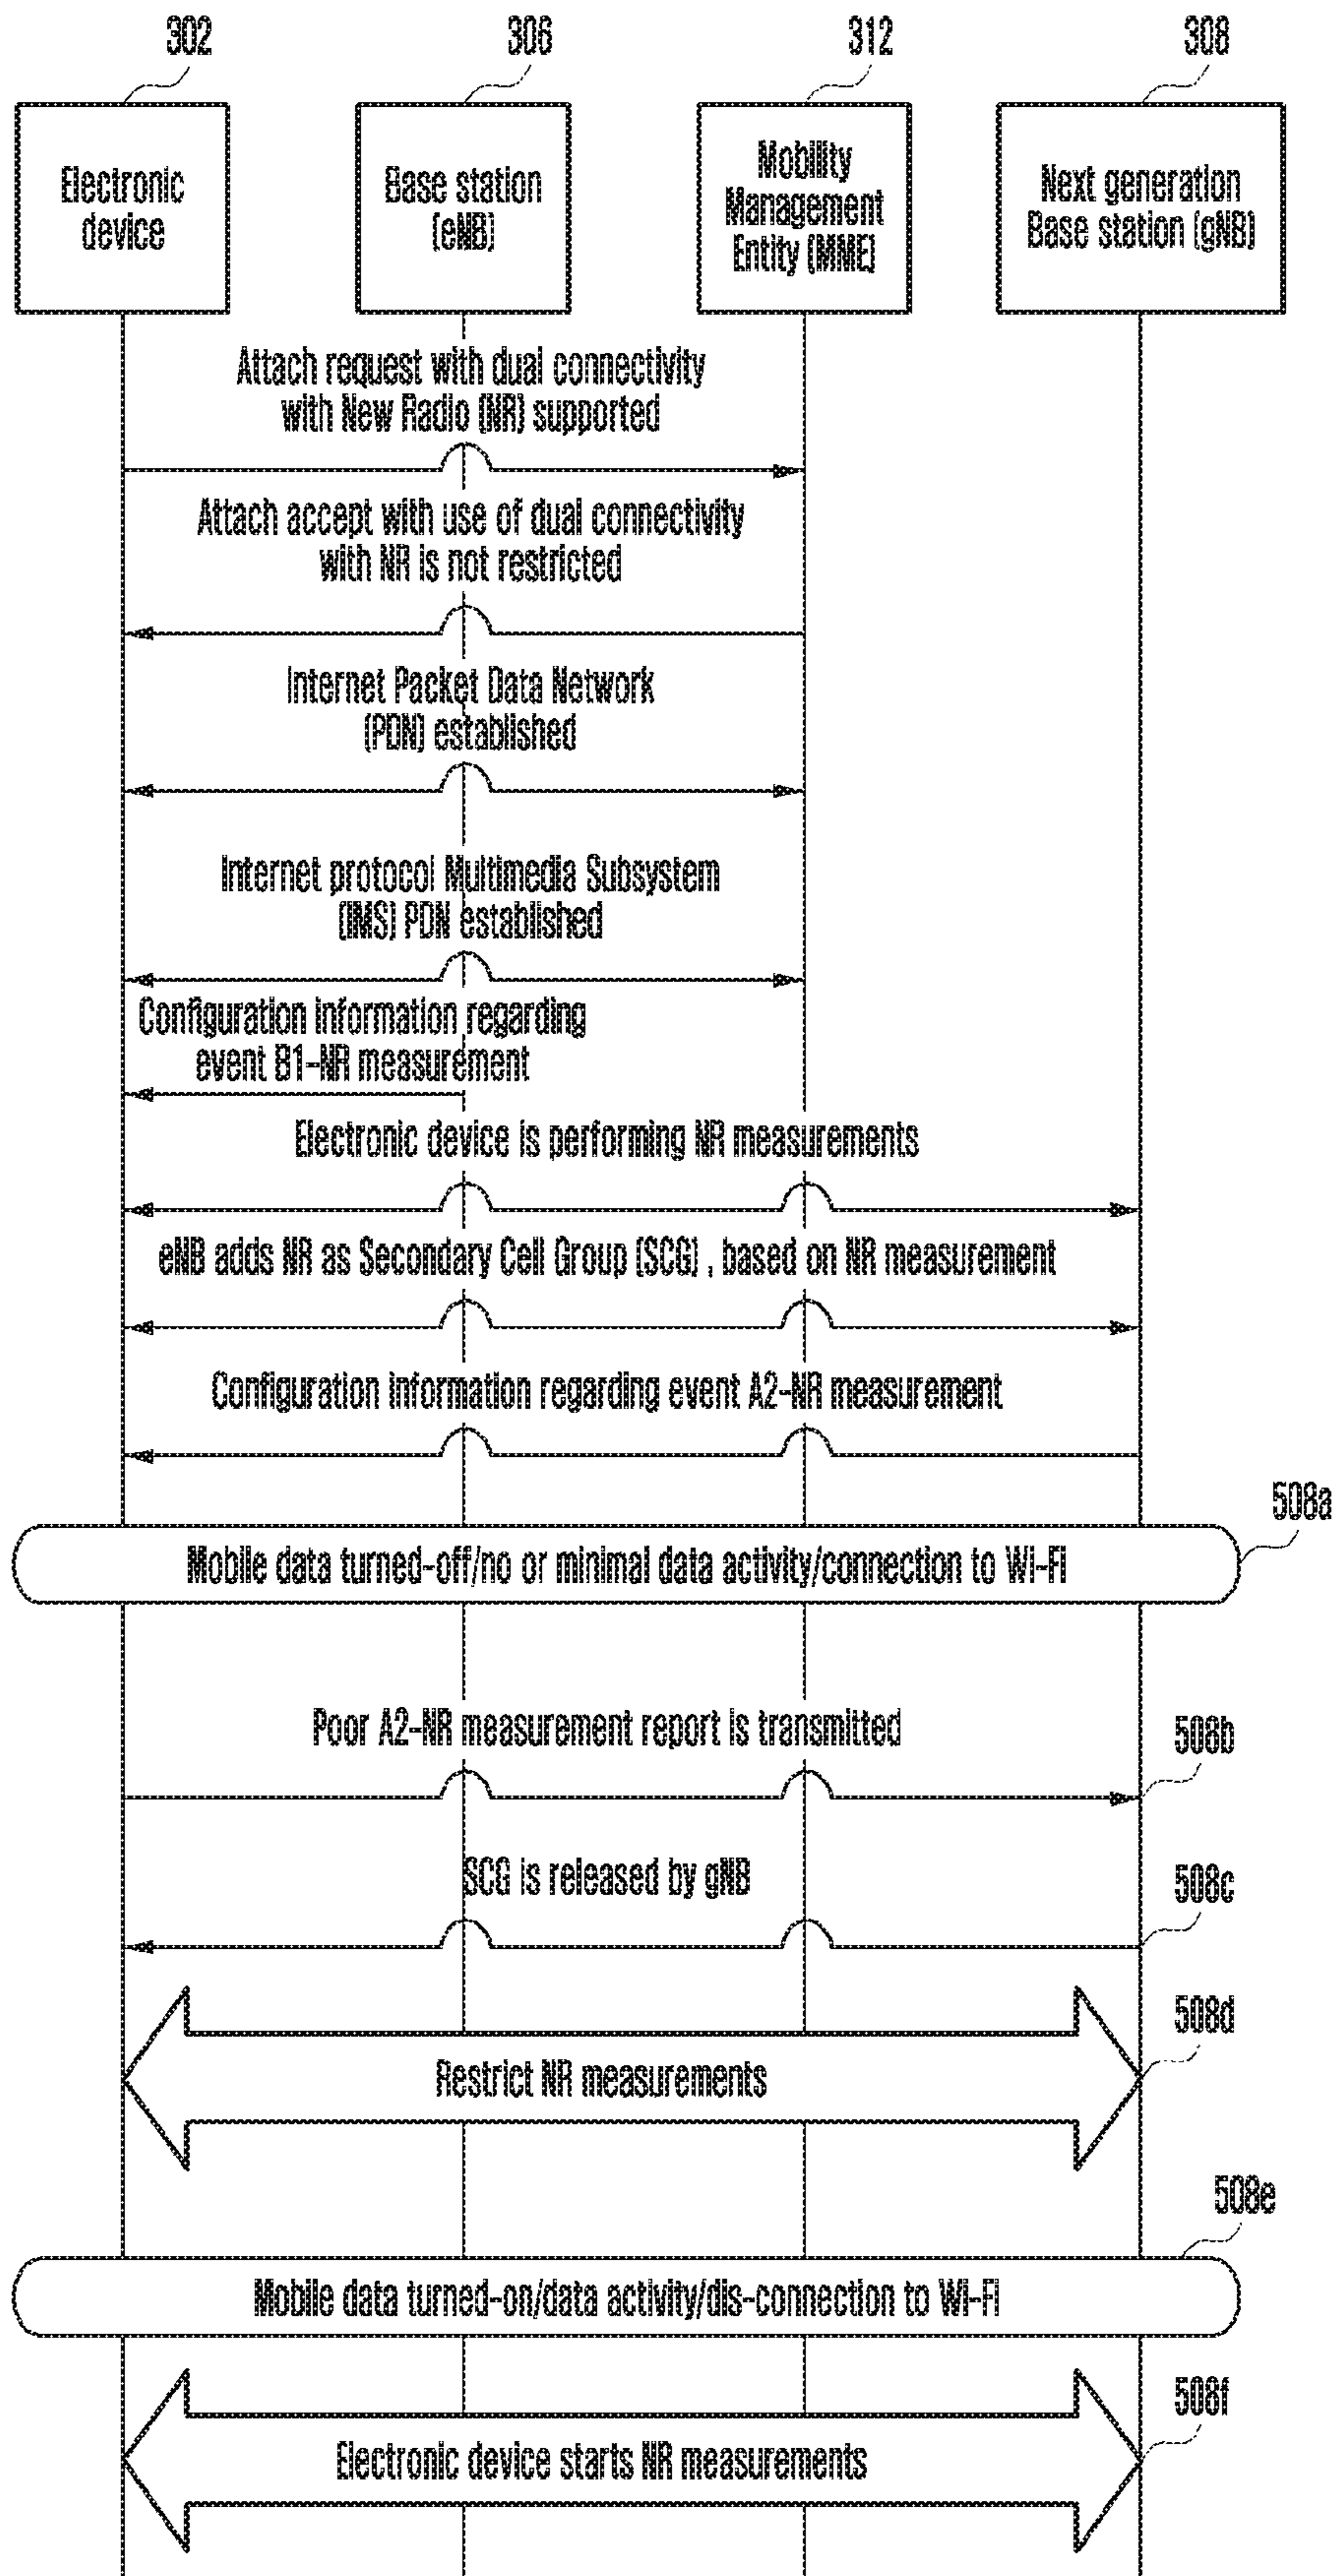 302
306
312
308
Electronic
device
Base station
(eNB)
Mobility
Management
Entity (MME)
Next generation
Base station (gNB)
Attach request with dual connectivity
with New Radio (NR) supported
Attach accept with use of dual connectivity
with NR is not restricted
Internet Packet Data Network
(PDN) established
Internet protocol Multimedia Subsystem
(IMS) PDN established
Configuration information regarding
event B1-NR measurement
Electronic device is performing NR measurements
eNB adds NR as Secondary Cell Group (SCG) , based on NR measurement
Configuration information regarding event A2-NR measurement
508a
Mobile data turned-off/no or minimal data activity/connection to Wi-Fi
Poor A2-NR measurement report is transmitted
508b
SCG is released by gNB
508c
508d
Restrict NR measurements
508e
Mobile data turned-on/data activity/dis-connection to Wi-Fi
508f
Electronic device starts NR measurements